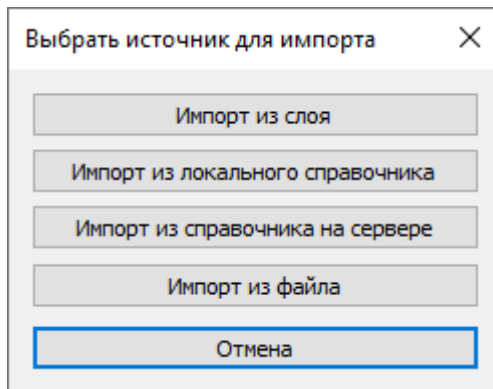 Выбрать источник для импорта
Импорт из слоя
Импорт из локального справочника
Импорт из справочника на сервере
Импорт из файла
Отмена